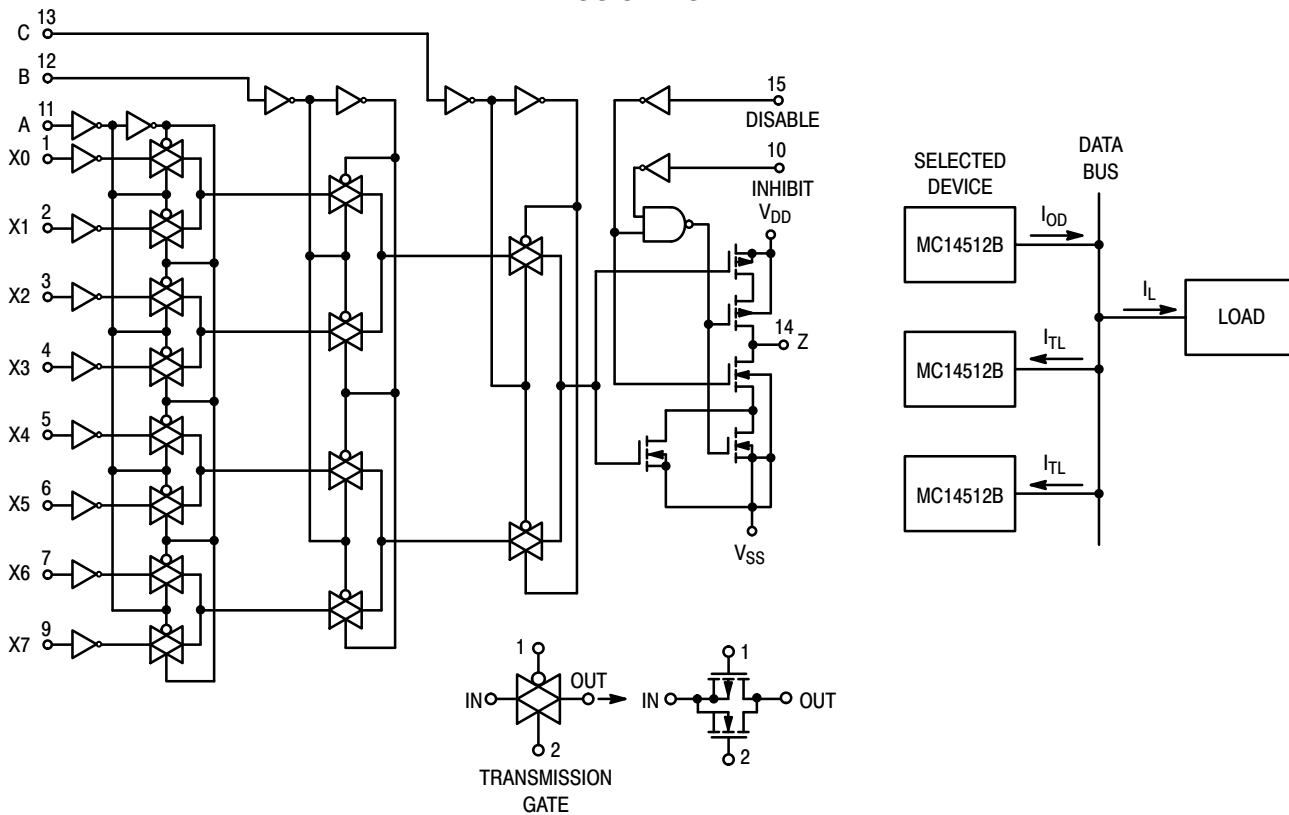 C 13
B 12
A 11
X0 1
X1 2
X2 3
X3 4
X4 5
X5 6
X6 7
X7 9
15
DISABLE
10
INHIBIT
VDD
14 Z
VSS
SELECTED
DEVICE
DATA
BUS
MC14512B
IOD
IL
LOAD
MC14512B
ITL
MC14512B
ITL
1
IN
OUT
2
TRANSMISSION
GATE
1
IN
OUT
2